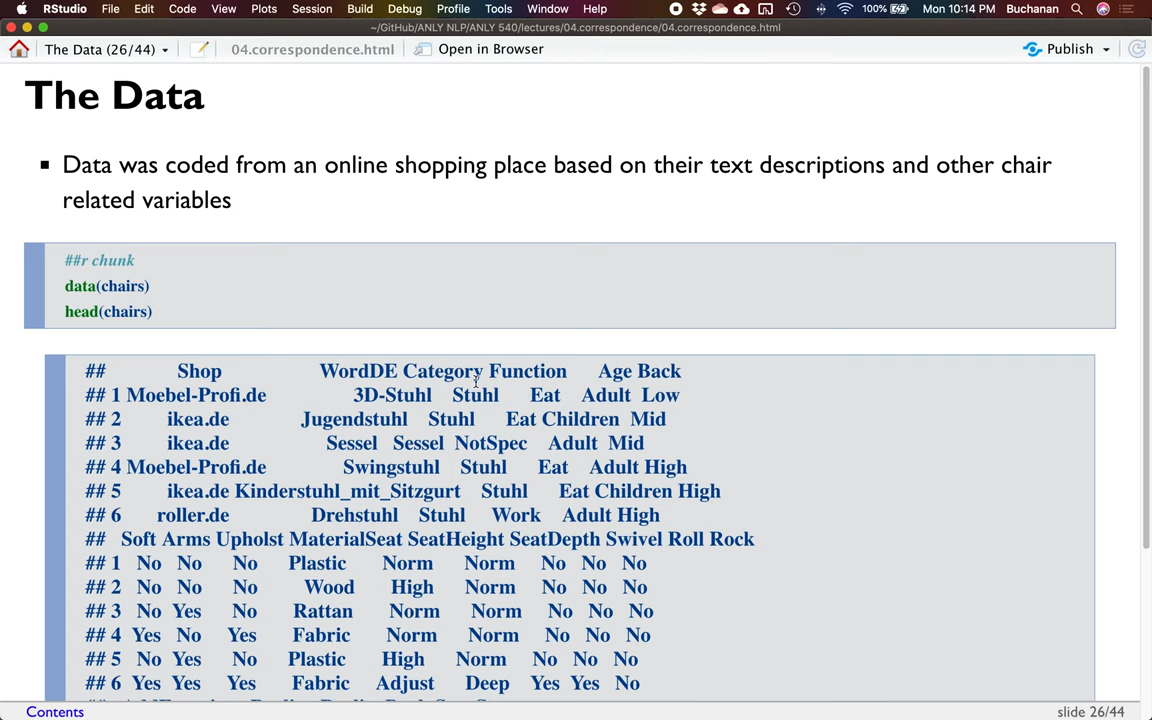 RStudio File Edit Code View Plots Session Build Debug Profile Tools Window Help 100% Mon 10:14 PM Buchanan
~/GitHub/ANLY NLP/ANLY 540/lectures/04.correspondence/04.correspondence.html
The Data (26/44) 04.correspondence.html Open in Browser Publish
The Data
Data was coded from an online shopping place based on their text descriptions and other chair
related variables
##r chunk
data(chairs)
head(chairs)
## Shop WordDE Category Function Age Back
## 1 Moebel-Profi.de 3D-Stuhl Stuhl Eat Adult Low
## 2 ikea.de Jugendstuhl Stuhl Eat Children Mid
## 3 ikea.de Sessel Sessel NotSpec Adult Mid
## 4 Moebel-Profi.de Swingstuhl Stuhl Eat Adult High
## 5 ikea.de Kinderstuhl_mit_Sitzgurt Stuhl Eat Children High
## 6 roller.de Drehstuhl Stuhl Work Adult High
## Soft Arms Upholst MaterialSeat SeatHeight SeatDepth Swivel Roll Rock
## 1 No No No Plastic Norm Norm No No No
## 2 No No No Wood High Norm No No No
## 3 No Yes No Rattan Norm Norm No No No
## 4 Yes No Yes Fabric Norm Norm No No No
## 5 No Yes No Plastic High Norm No No No
## 6 Yes Yes Yes Fabric Adjust Deep Yes Yes No
Contents slide 26/44